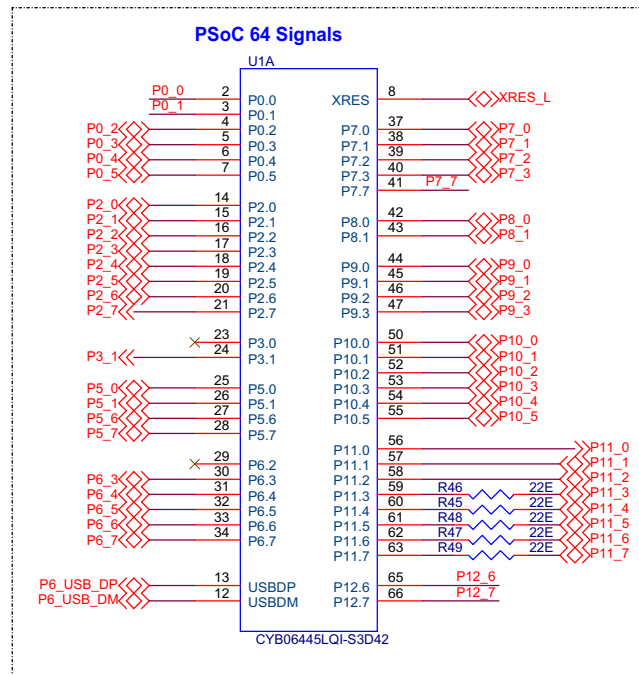 PSoC 64 Signals
U1A
P0_0 2 P0.0 XRES 8 XRES_L
P0_1 3 P0.1
P0_2 4 P0.2 P7.0 37 P7_0
P0_3 5 P0.3 P7.1 38 P7_1
P0_4 6 P0.4 P7.2 39 P7_2
P0_5 7 P0.5 P7.3 40 P7_3
P7.7 41 P7_7
P2_0 14 P2.0 P8.0 42 P8_0
P2_1 15 P2.1 P8.1 43 P8_1
P2_2 16 P2.2
P2_3 17 P2.3
P2_4 18 P2.4 P9.0 44 P9_0
P2_5 19 P2.5 P9.1 45 P9_1
P2_6 20 P2.6 P9.2 46 P9_2
P2_7 21 P2.7 P9.3 47 P9_3
23 P3.0 P10.0 50 P10_0
P3_1 24 P3.1 P10.1 51 P10_1
P10.2 52 P10_2
P5_0 25 P5.0 P10.3 53 P10_3
P5_1 26 P5.1 P10.4 54 P10_4
P5_6 27 P5.6 P10.5 55 P10_5
P5_7 28 P5.7
P11.0 56 P11_0
29 P6.2 P11.1 57 P11_1
P6_3 30 P6.3 P11.2 58 P11_2
P6_4 31 P6.4 P11.3 59 R46 22E P11_3
P6_5 32 P6.5 P11.4 60 R45 22E P11_4
P6_6 33 P6.6 P11.5 61 R48 22E P11_5
P6_7 34 P6.7 P11.6 62 R47 22E P11_6
P11.7 63 R49 22E P11_7
P6_USB_DP 13 USBDP P12.6 65 P12_6
P6_USB_DM 12 USBDM P12.7 66 P12_7
CYB06445LQI-S3D42